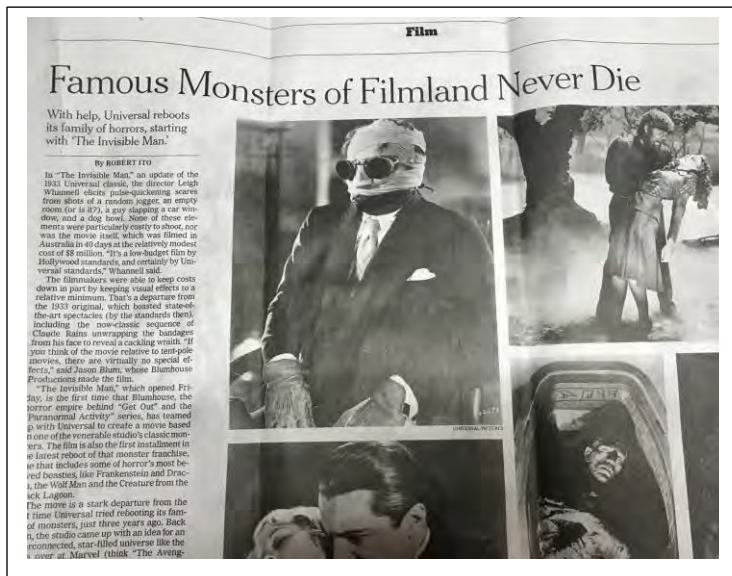 Film
Famous Monsters of Filmland Never Die
With help, Universal reboots
its family of horrors, starting
with ‘The Invisible Man.’
By ROBERT ITO
In “The Invisible Man,” an update of the
1933 Universal classic, the director Leigh
Whannell elicits pulse-quickening scares
from shots of a random jogger, an empty
room (or is it?), a guy slapping a car win-
dow, and a dog bowl. None of these ele-
ments were particularly costly to shoot, nor
was the movie itself, which was filmed in
Australia in 40 days at the relatively modest
cost of $8 million. “It’s a low-budget film by
Hollywood standards, and certainly by Uni-
versal standards,” Whannell said.
The filmmakers were able to keep costs
down in part by keeping visual effects to a
relative minimum. That’s a departure from
the 1933 original, which boasted state-of-
the-art spectacles (by the standards then),
including the now-classic sequence of
Claude Rains unwrapping the bandages
from his face to reveal a cackling wraith. “If
you think of the movie relative to tent-pole
movies, there are virtually no special ef-
fects,” said Jason Blum, whose Blumhouse
Productions made the film.
“The Invisible Man,” which opened Fri-
day, is the first time that Blumhouse, the
horror empire behind “Get Out” and the
Paranormal Activity” series, has teamed
p with Universal to create a movie based
n one of the venerable studio’s classic mon-
ers. The film is also the first installment in
e latest reboot of that monster franchise,
e that includes some of horror’s most be-
ved beasties, like Frankenstein and Drac-
, the Wolf Man and the Creature from the
ack Lagoon.
The move is a stark departure from the
t time Universal tried rebooting its fam-
of monsters, just three years ago. Back
n, the studio came up with an idea for an
rconnected, star-filled universe like the
s over at Marvel (think “The Aveng-
UNIVERSAL PICTURES